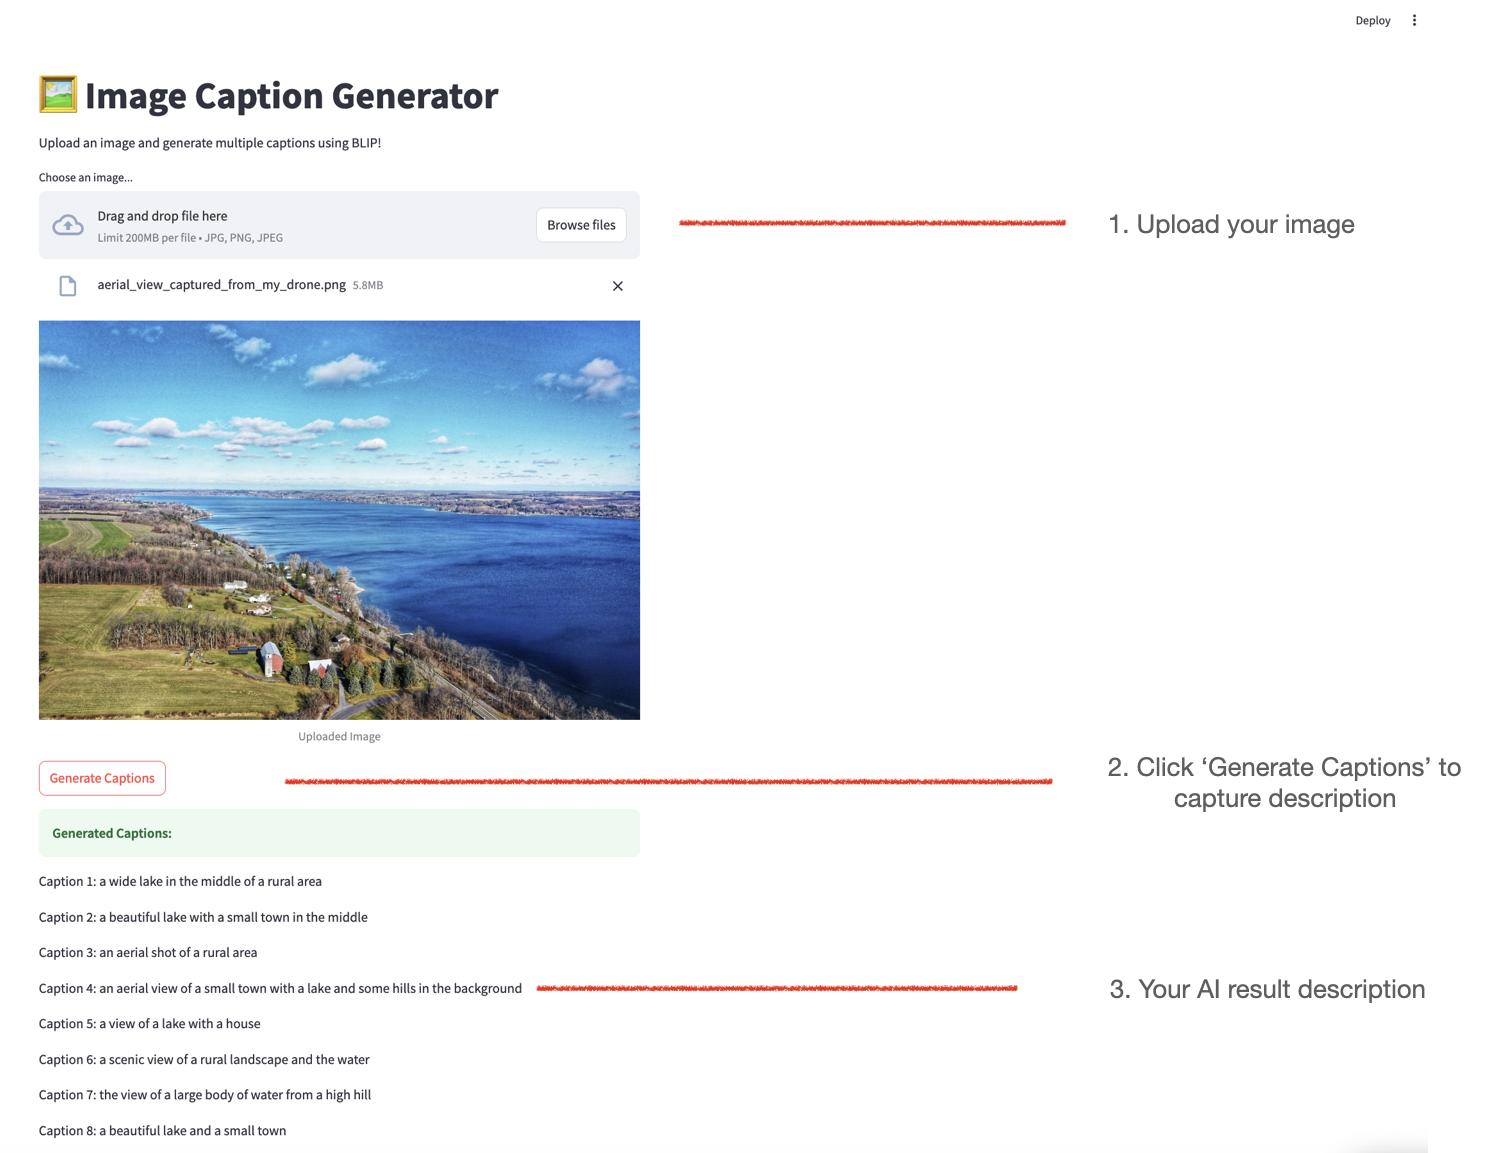 Deploy
Image Caption Generator
Upload an image and generate multiple captions using BLIP!
Choose an image...
Drag and drop file here
Limit 200MB per file • JPG, PNG, JPEG
Browse files
1. Upload your image
aerial_view_captured_from_my_drone.png 5.8MB
Uploaded Image
Generate Captions
2. Click ‘Generate Captions’ to
capture description
Generated Captions:
Caption 1: a wide lake in the middle of a rural area
Caption 2: a beautiful lake with a small town in the middle
Caption 3: an aerial shot of a rural area
Caption 4: an aerial view of a small town with a lake and some hills in the background
3. Your AI result description
Caption 5: a view of a lake with a house
Caption 6: a scenic view of a rural landscape and the water
Caption 7: the view of a large body of water from a high hill
Caption 8: a beautiful lake and a small town